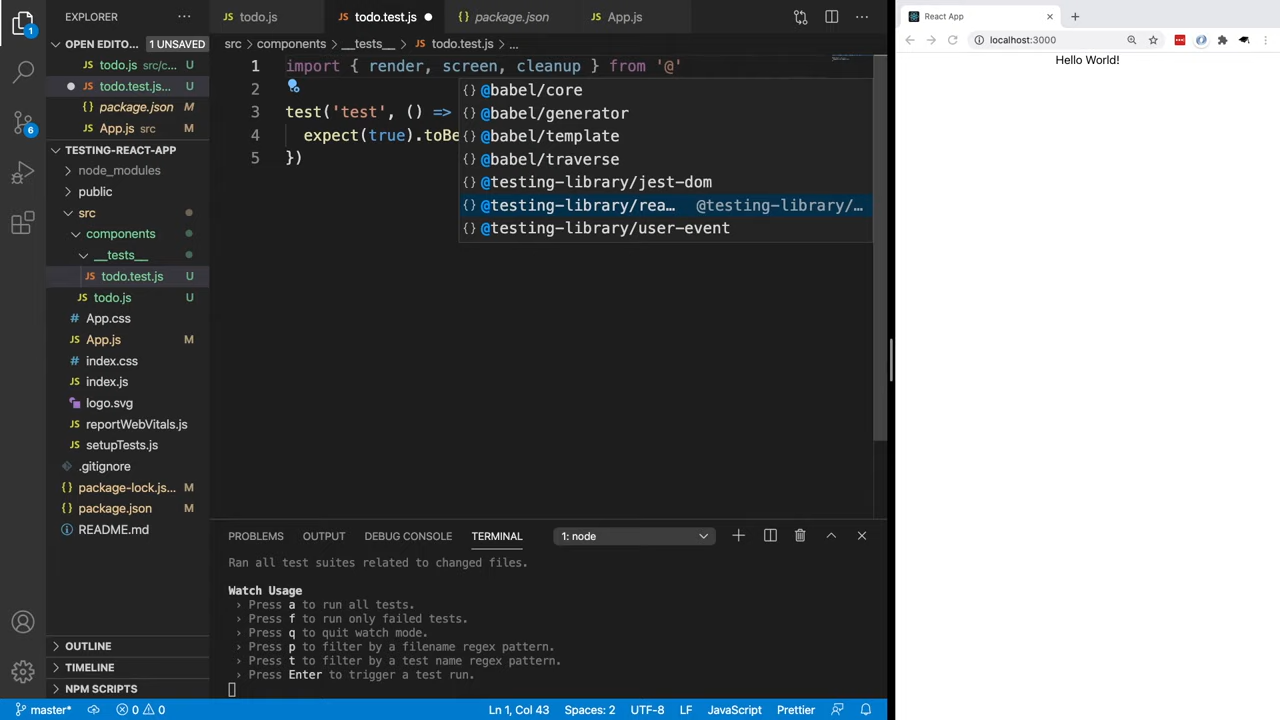 EXPLORER
todo.js
todo.test.js
package.json
App.js
React App
OPEN EDITO...
1 UNSAVED
src > components > __tests__ > JS todo.test.js > ...
localhost:3000
JS todo.js src/c... U
JS todo.test.js... U
{} package.json
JS App.js src M
TESTING-REACT-APP
node_modules
public
src
components
__tests__
JS todo.test.js U
JS todo.js U
# App.css
JS App.js M
# index.css
JS index.js
logo.svg
JS reportWebVitals.js
JS setupTests.js
.gitignore
{} package-lock.js... M
{} package.json M
README.md
OUTLINE
TIMELINE
NPM SCRIPTS
1
6
1 import { render, screen, cleanup } from '@'
2
3 test('test', () =>
4 expect(true).toBe
5 })
{} @babel/core
{} @babel/generator
{} @babel/template
{} @babel/traverse
{} @testing-library/jest-dom
{} @testing-library/rea... @testing-library/...
{} @testing-library/user-event
Hello World!
PROBLEMS OUTPUT DEBUG CONSOLE TERMINAL 1: node
Ran all test suites related to changed files.
Watch Usage
› Press a to run all tests.
› Press f to run only failed tests.
› Press q to quit watch mode.
› Press p to filter by a filename regex pattern.
› Press t to filter by a test name regex pattern.
› Press Enter to trigger a test run.
master* 0 0 Ln 1, Col 43 Spaces: 2 UTF-8 LF JavaScript Prettier